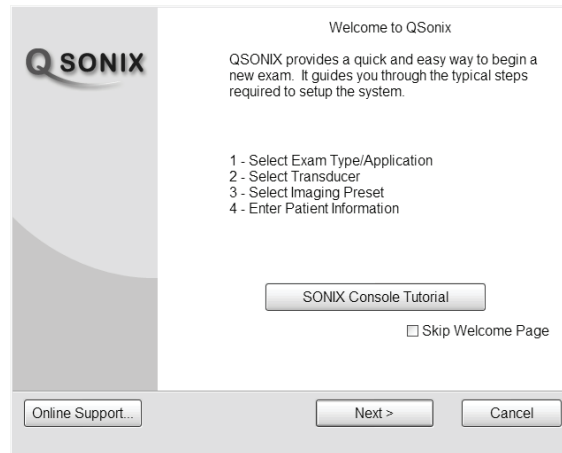 Welcome to QSonix
Q SONIX
QSONIX provides a quick and easy way to begin a
new exam. It guides you through the typical steps
required to setup the system.
1 - Select Exam Type/Application
2 - Select Transducer
3 - Select Imaging Preset
4 - Enter Patient Information
SONIX Console Tutorial
Skip Welcome Page
Online Support...
Next >
Cancel